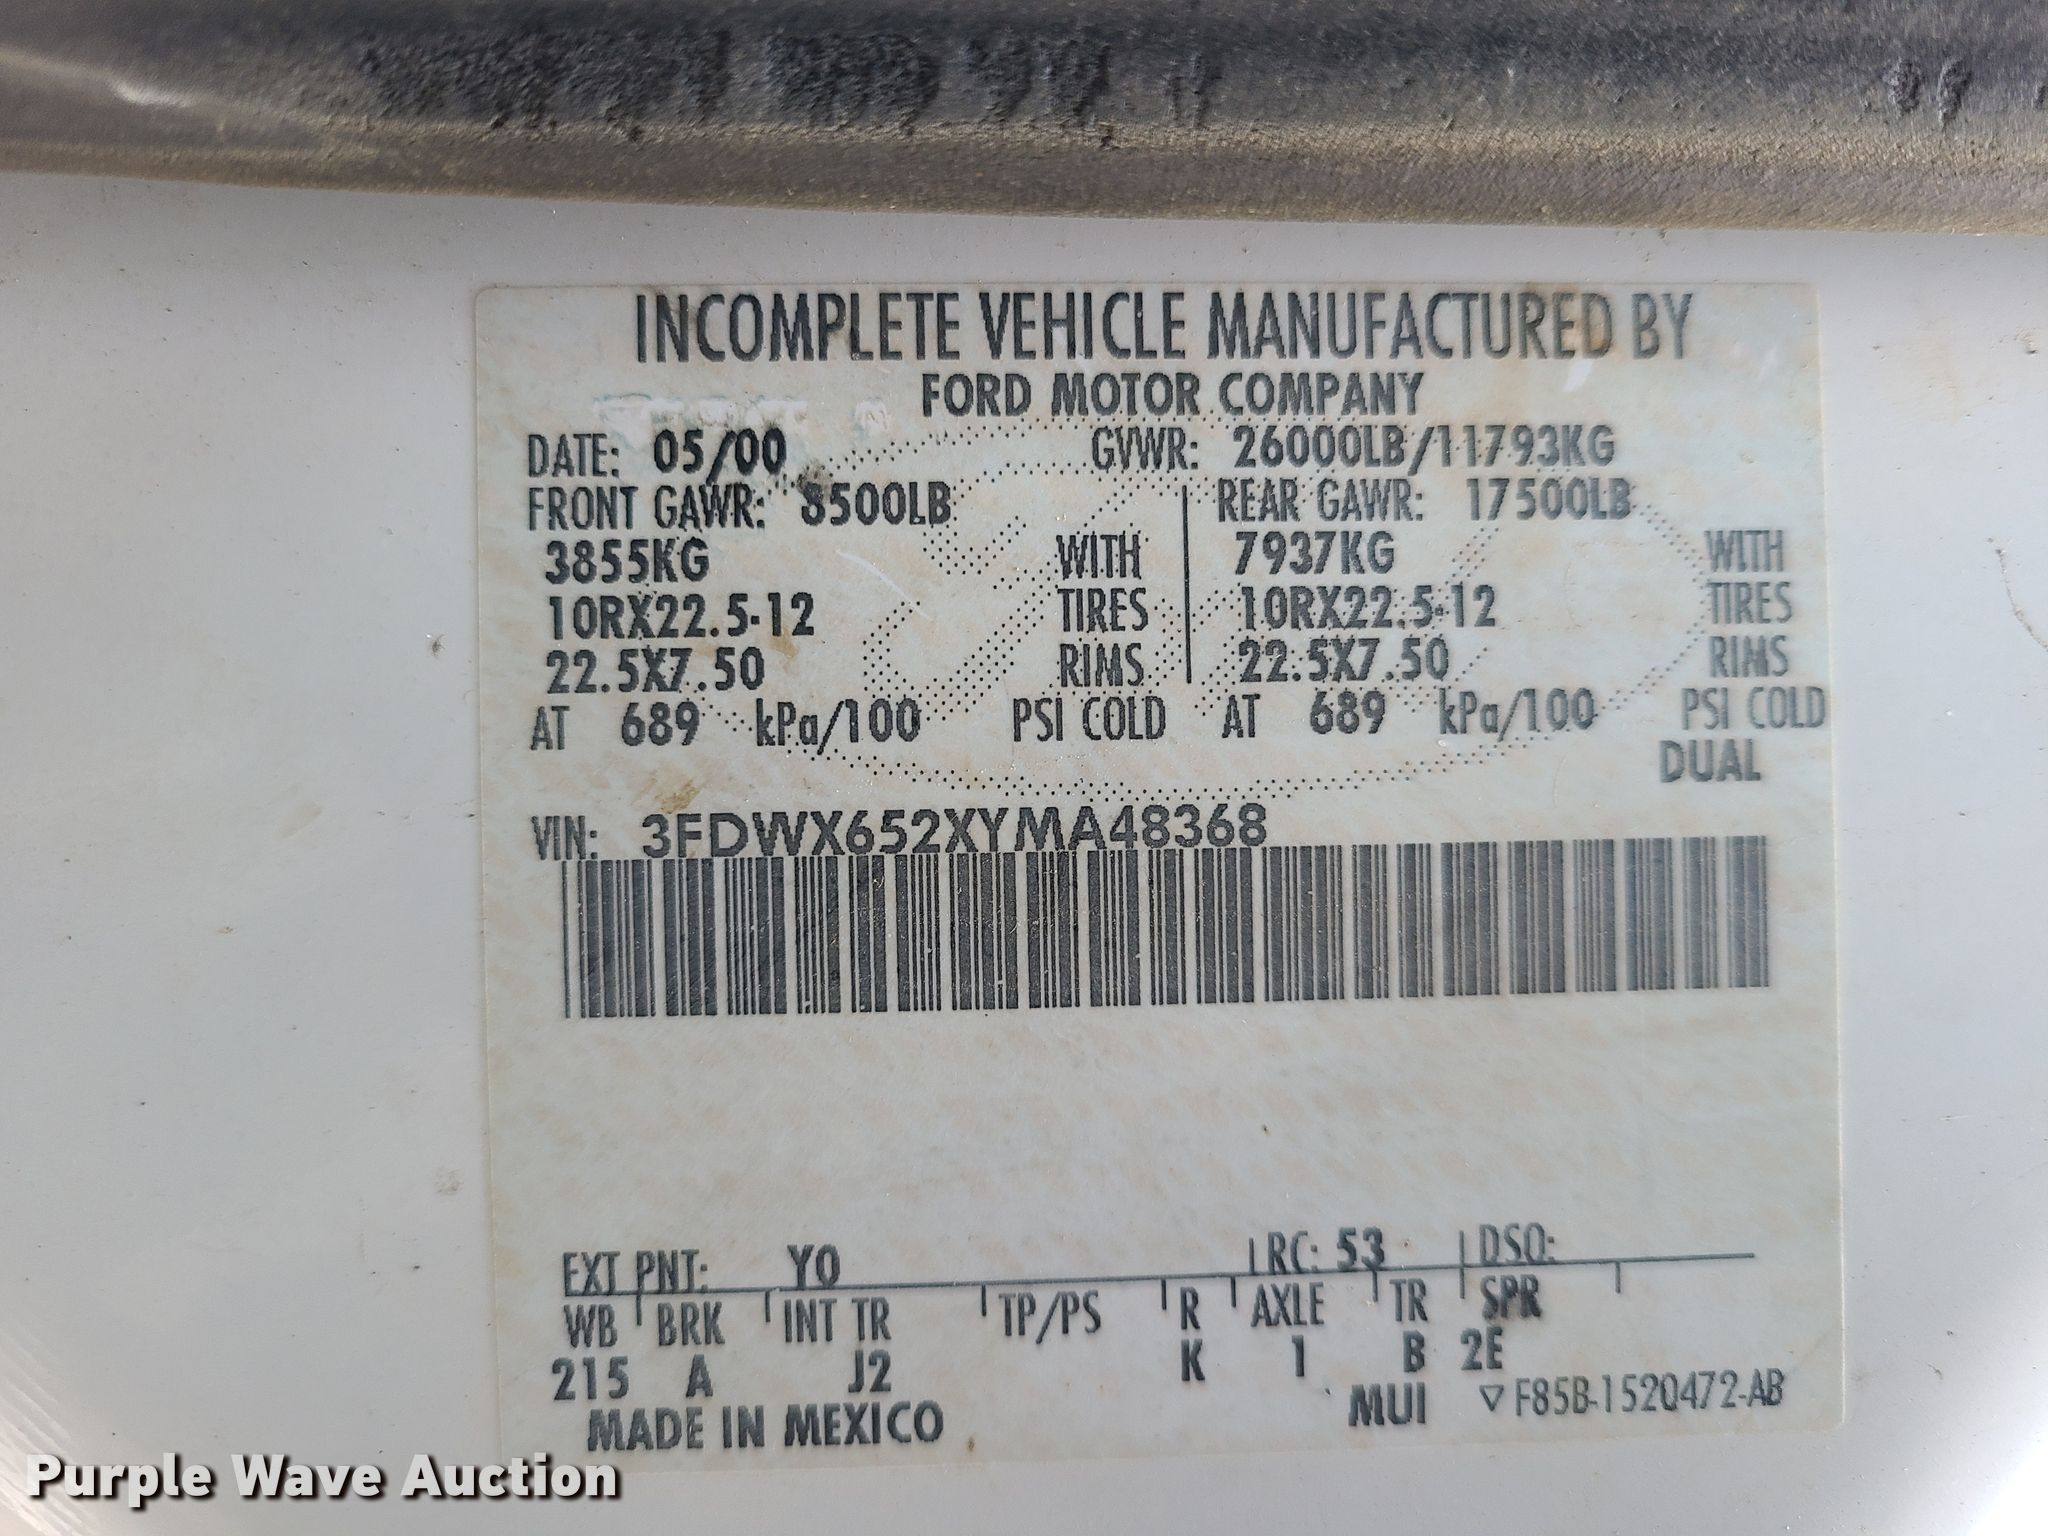 INCOMPLETE VEHICLE MANUFACTURED BY
FORD MOTOR COMPANY
DATE: 05/00 GVWR: 26000LB/11793KG
FRONT GAWR: 8500LB REAR GAWR: 17500LB
3855KG WITH 7937KG WITH
10RX22.5-12 TIRES 10RX22.5-12 TIRES
22.5X7.50 RIMS 22.5X7.50 RIMS
AT 689 kPa/100 PSI COLD AT 689 kPa/100 PSI COLD
DUAL
VIN: 3FDWX652XYMA48368
EXT PNT: YO RC: 53 DSO:
WB BRK INT TR TP/PS R AXLE TR SPR
215 A J2 K 1 B 2E
MADE IN MEXICO MUI ▽ F85B-1520472-AB
Purple Wave Auction